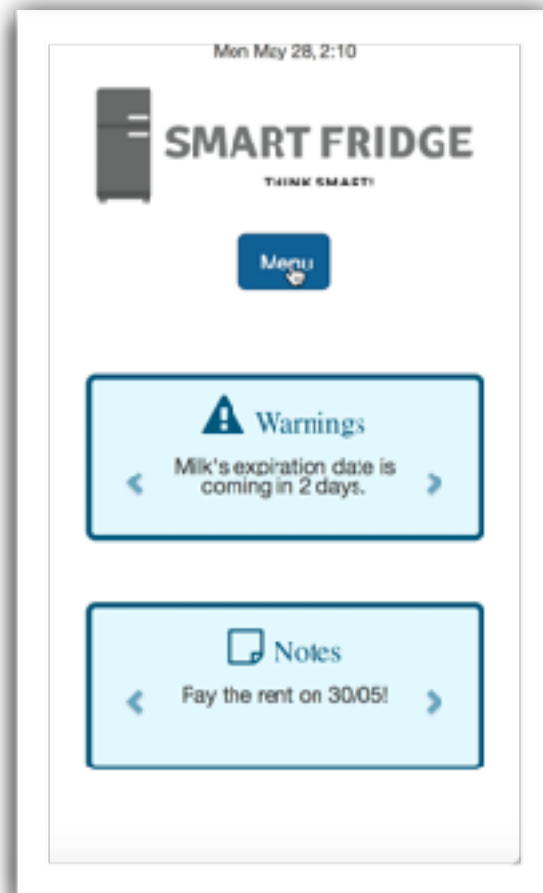 Mon May 28, 2:10
SMART FRIDGE
THINK SMART!
Menu
Warnings
Milk's expiration date is
coming in 2 days.
Notes
Pay the rent on 30/05!